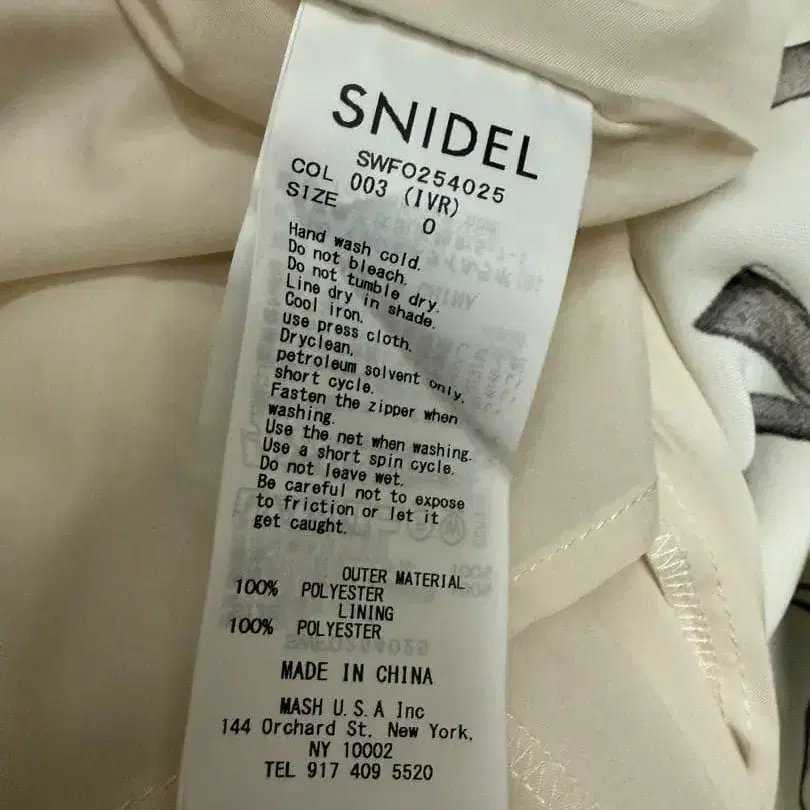 SNIDEL
SWFO254025
COL 003 (IVR)
SIZE 0
Hand wash cold.
Do not bleach.
Do not tumble dry.
Line dry in shade.
Cool iron.
use press cloth.
Dryclean,
petroleum solvent only,
short cycle.
Fasten the zipper when
washing.
Use the net when washing.
Use a short spin cycle.
Do not leave wet.
Be careful not to expose
to friction or let it
get caught.
OUTER MATERIAL
100% POLYESTER
LINING
100% POLYESTER
MADE IN CHINA
MASH U.S.A Inc
144 Orchard St, New York,
NY 10002
TEL 917 409 5520